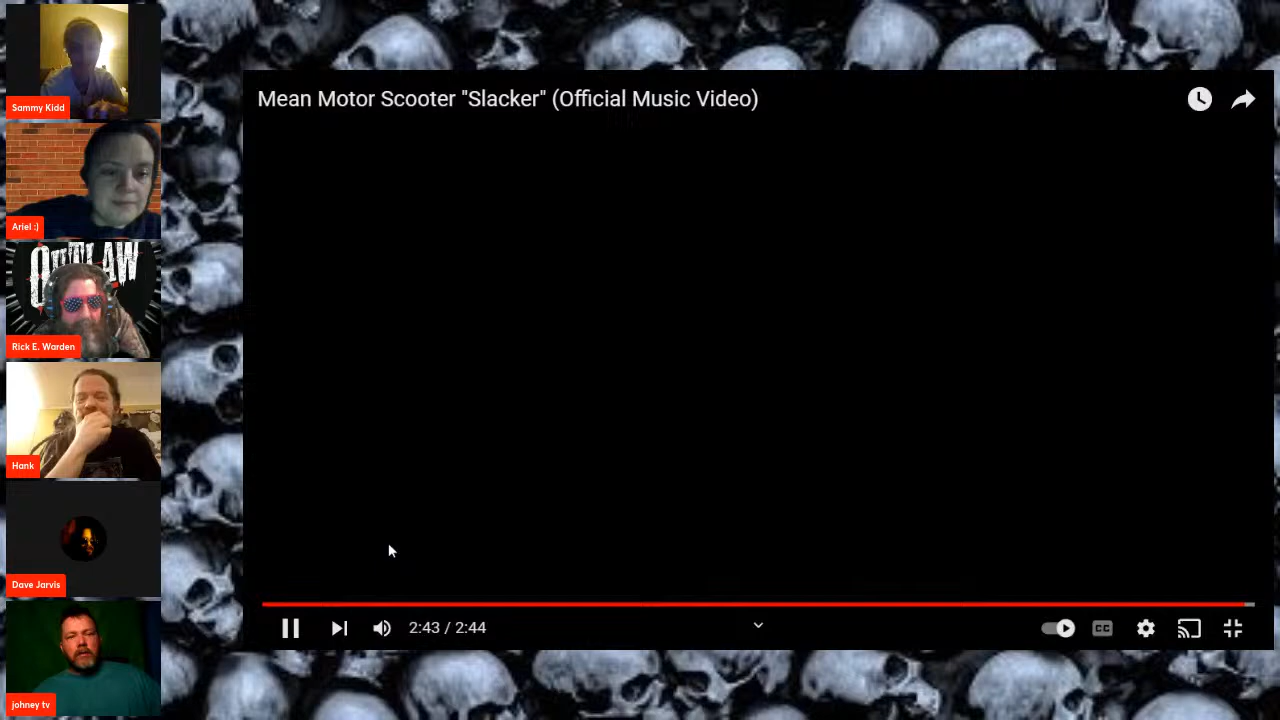 Mean Motor Scooter "Slacker" (Official Music Video)
Sammy Kidd
Ariel :)
OUTLAW
Rick E. Warden
Hank
Dave Jarvis
johney tv
2:43 / 2:44
CC